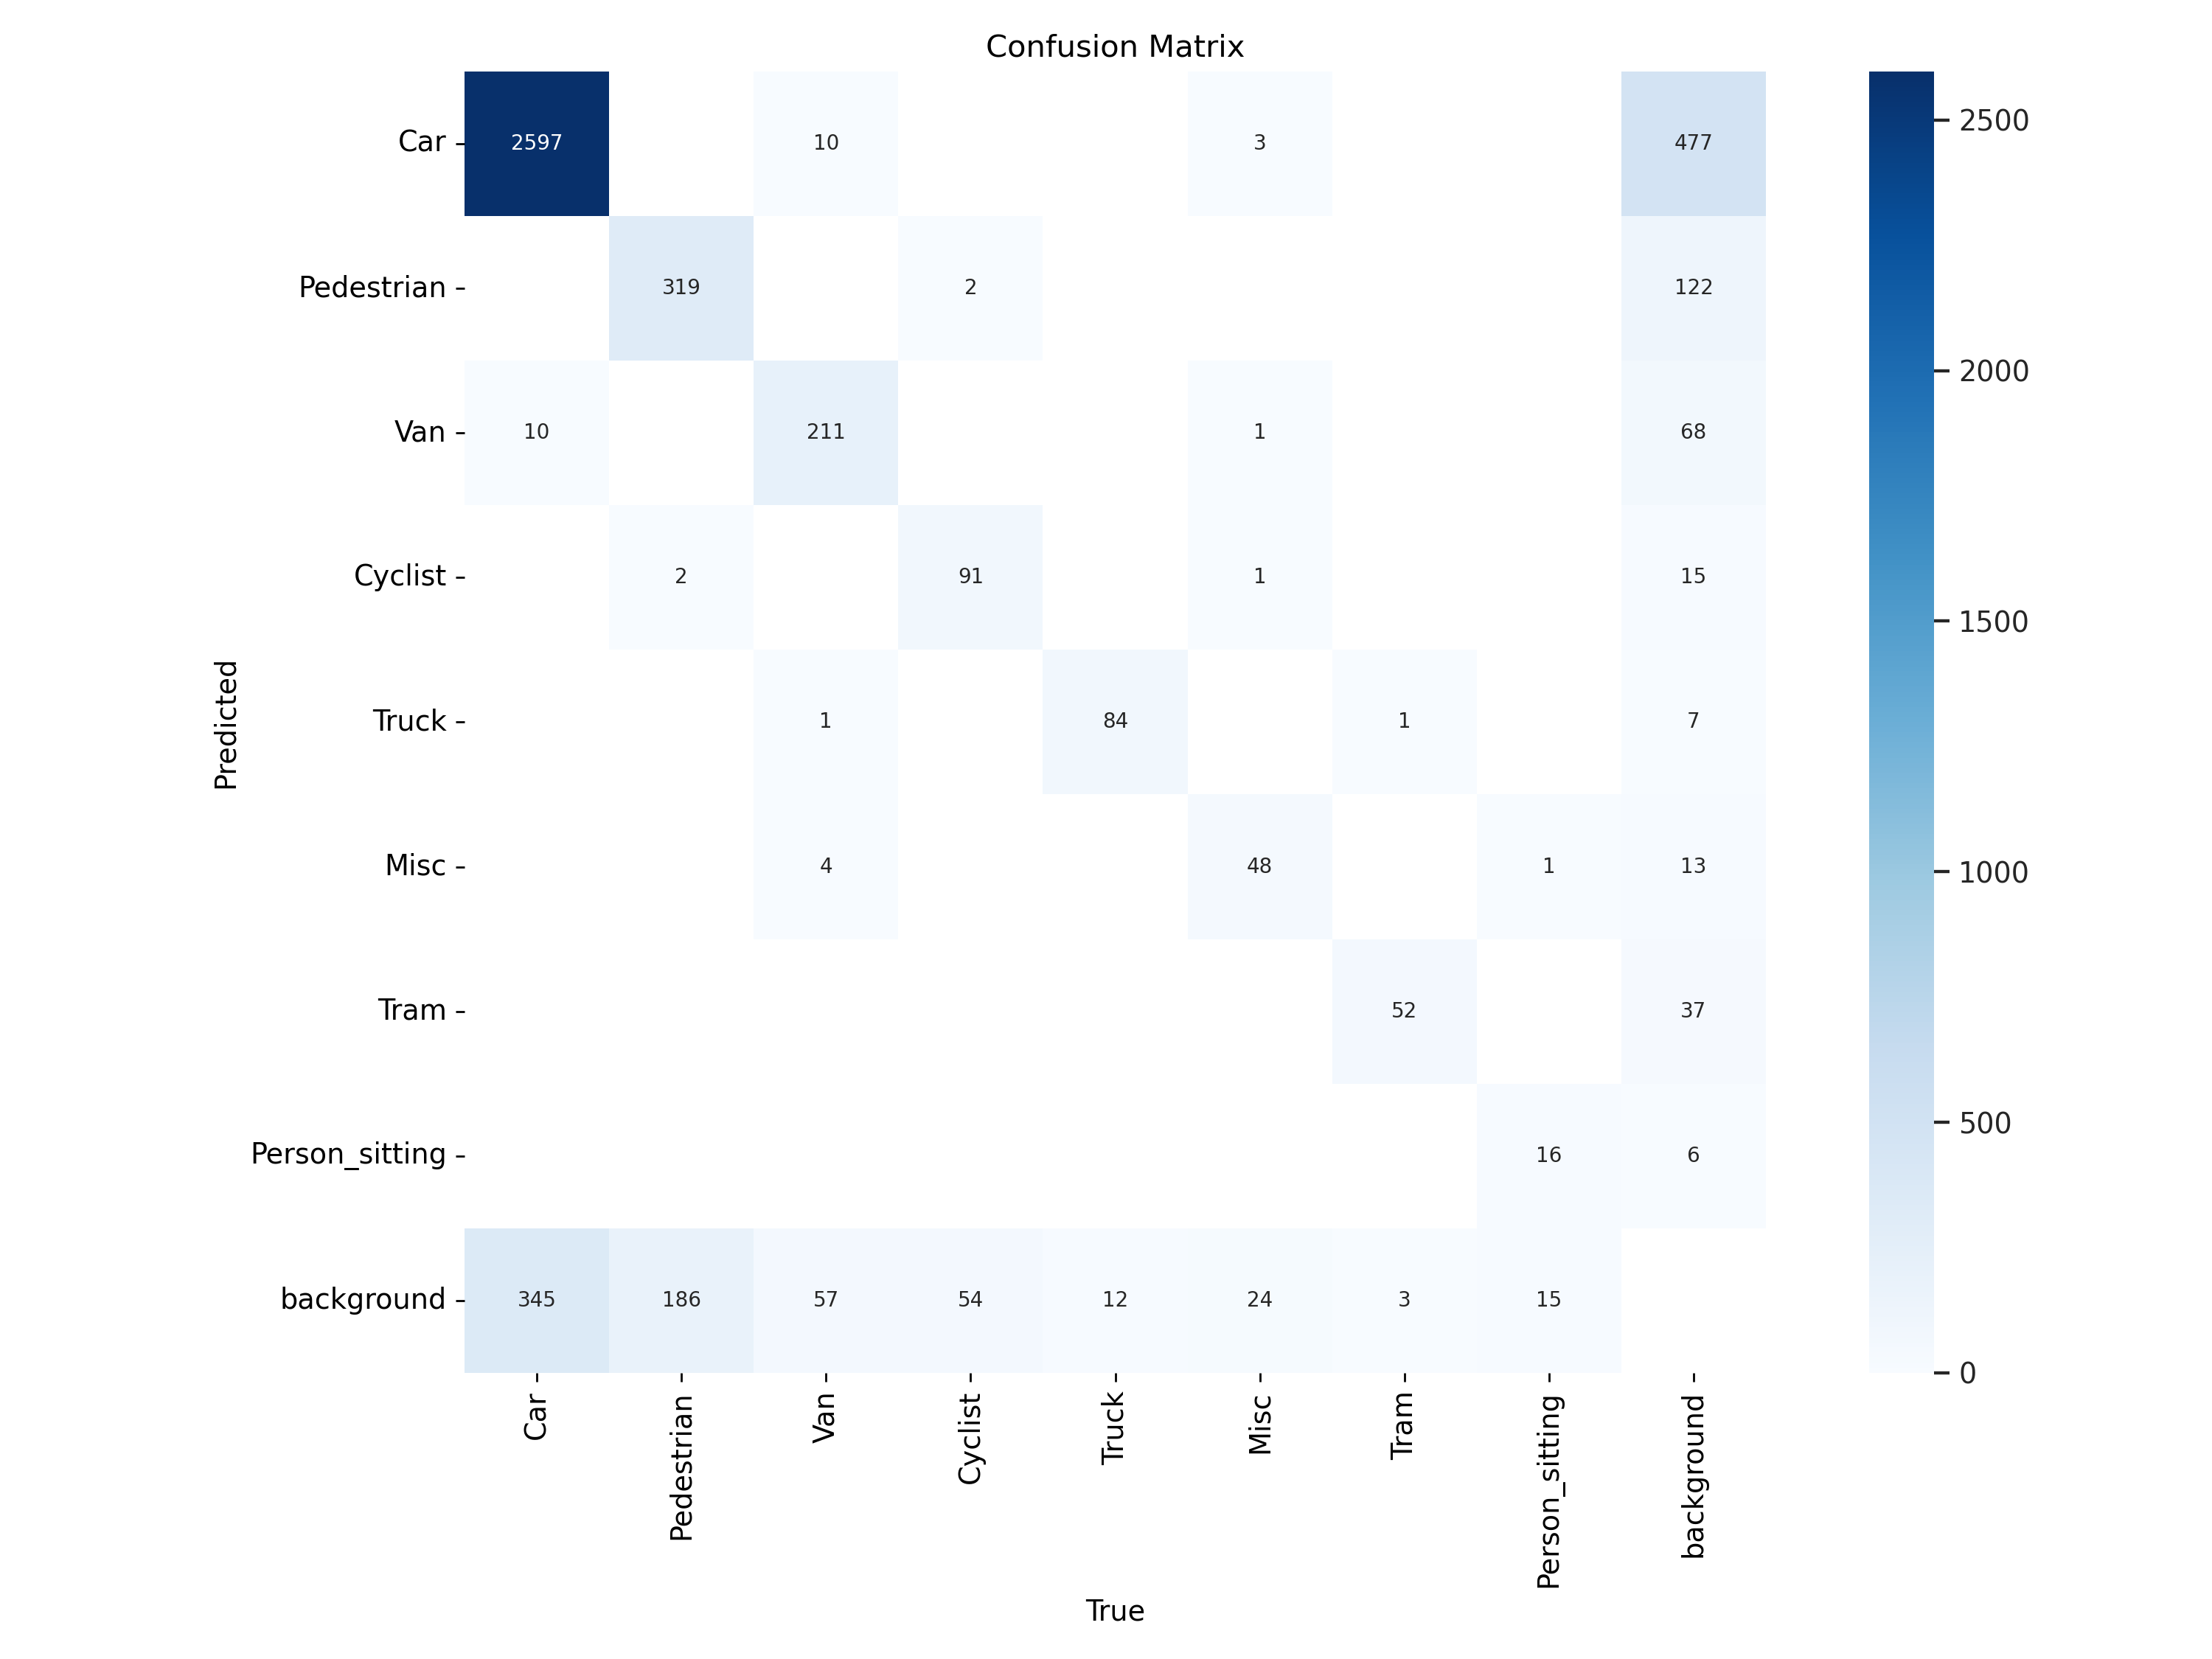 Confusion Matrix
Car
2597 10 3 477
2500
Pedestrian
319 2 122
Van
10 211 1 68
2000
Cyclist
2 91 1 15
1500
Predicted
Truck
1 84 1 7
Misc
4 48 1 13
1000
Tram
52 37
Person_sitting
16 6
500
background
345 186 57 54 12 24 3 15
0
Car Pedestrian Van Cyclist Truck Misc Tram Person_sitting background
True